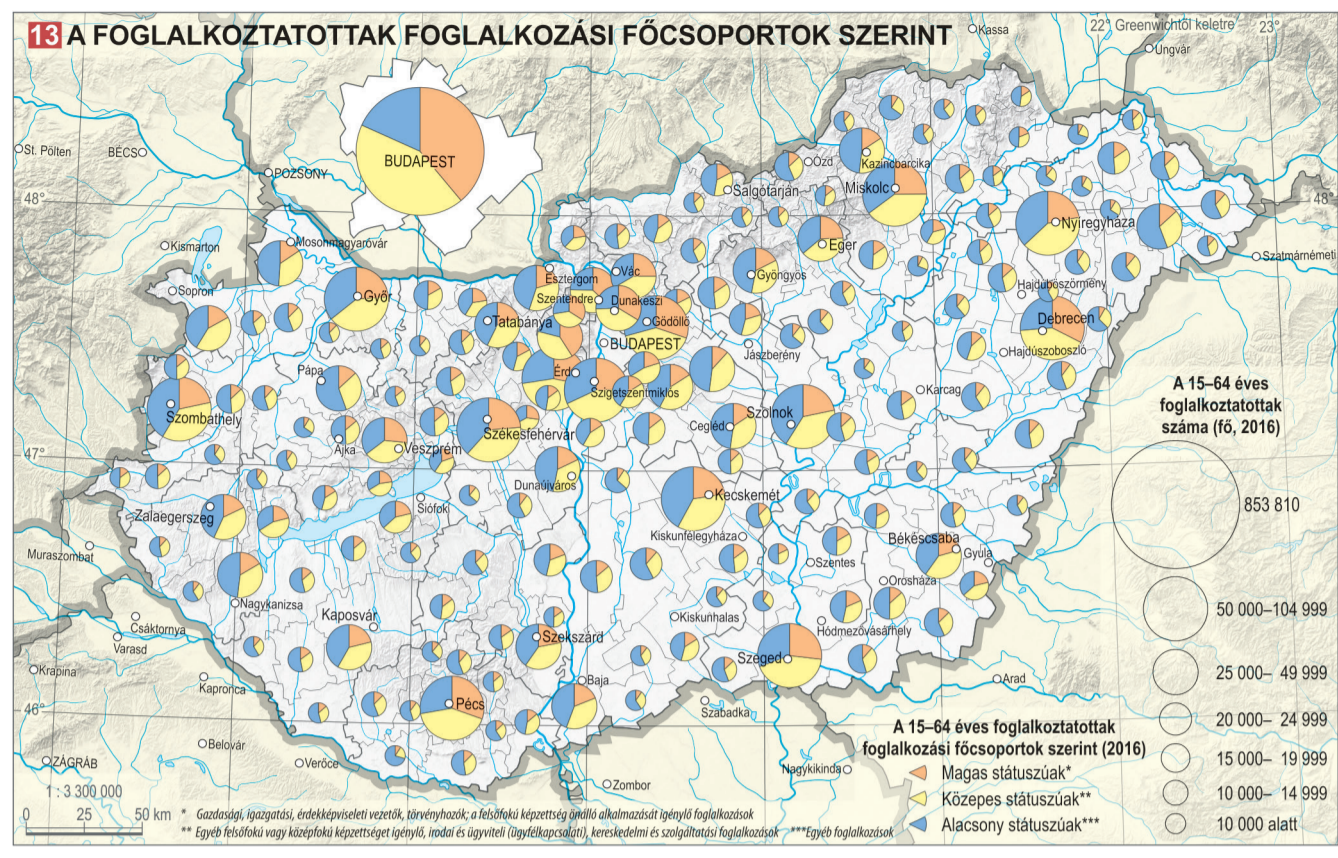 13 A FOGLALKOZTATOTTAK FOGLALKOZÁSI FŐCSOPORTOK SZERINT
Kassa
22° Greenwichtől keletre 23°
Ungvár
St. Pölten
BÉCS
POZSONY
BUDAPEST
Ózd
Kazincbarcika
Salgótarján
Miskolc
48°
48°
Nyíregyháza
Kismarton
Mosonmagyaróvár
Eger
Szatmárnémeti
Sopron
Győr
Esztergom
Vác
Gyöngyös
Szentendre
Dunakeszi
Hajdúböszörmény
Tatabánya
Gödöllő
Debrecen
BUDAPEST
Jászberény
Hajdúszoboszló
Pápa
Érd
Szigetszentmiklós
Karcag
Szombathely
Székesfehérvár
Cegléd
Szolnok
Ajka
Veszprém
47°
47°
Dunaújváros
Zalaegerszeg
Siófok
Kecskemét
Muraszombat
Kiskunfélegyháza
Békéscsaba
Gyula
Szentes
Orosháza
Nagykanizsa
Kaposvár
Csáktornya
Varasd
Kiskunhalas
Hódmezővásárhely
Szekszárd
Szeged
Krapina
Kapronca
Baja
Arad
46°
46°
Pécs
Szabadka
Belovár
ZÁGRÁB
Verőce
Zombor
Nagykikinda
A 15–64 éves
foglalkoztatottak
száma (fő, 2016)
853 810
50 000–104 999
25 000– 49 999
20 000– 24 999
15 000– 19 999
10 000– 14 999
10 000 alatt
A 15–64 éves foglalkoztatottak
foglalkozási főcsoportok szerint (2016)
Magas státuszúak*
Közepes státuszúak**
Alacsony státuszúak***
1 : 3 300 000
0 25 50 km
* Gazdasági, igazgatási, érdekképviseleti vezetők, törvényhozók; a felsőfokú képzettség önálló alkalmazását igénylő foglalkozások
** Egyéb felsőfokú vagy középfokú képzettséget igénylő, irodai és ügyviteli (ügyfélkapcsolati), kereskedelmi és szolgáltatási foglalkozások ***Egyéb foglalkozások